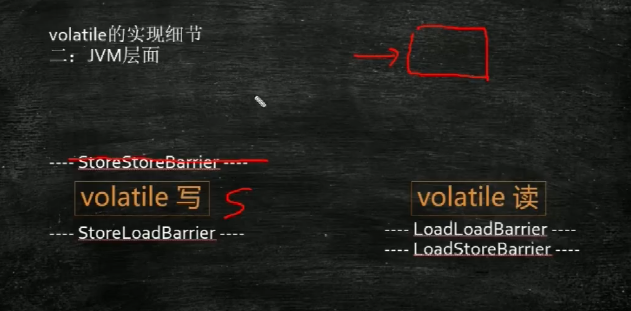 volatile的实现细节
二：JVM层面
---- StoreStoreBarrier ----
volatile 写 S
---- StoreLoadBarrier ----
volatile 读
---- LoadLoadBarrier ----
---- LoadStoreBarrier ----